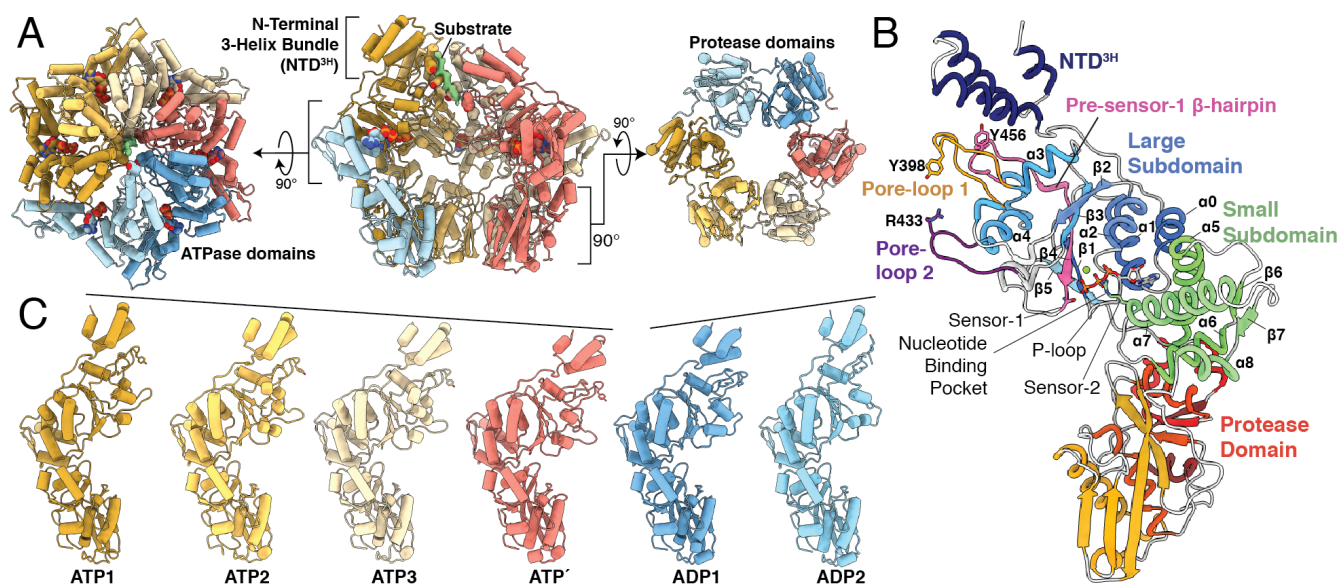 A
N-Terminal
3-Helix Bundle
(NTD³ᴴ)
Substrate
90°
ATPase domains
90°
Protease domains
90°
B
NTD³ᴴ
Pre-sensor-1 β-hairpin
Y456
α3
Large
Subdomain
Y398
β2
Pore-loop 1
R433
α4
β3
α2
α1
α0
α5
Small
Subdomain
Pore-
loop 2
β4
β1
β5
β6
Sensor-1
α6
β7
Nucleotide
Binding
Pocket
P-loop
α7
α8
Sensor-2
Protease
Domain
C
ATP1
ATP2
ATP3
ATP´
ADP1
ADP2